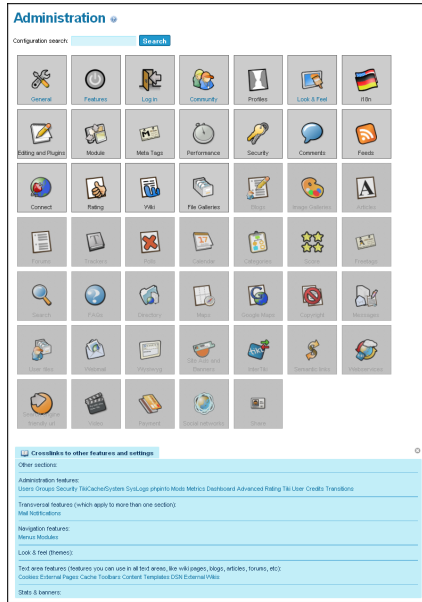 Administration
Configuration search: Search
General Features Log in Community Profiles Look & Feel i18n
Editing and Plugins Module Meta Tags Performance Security Comments Feeds
Connect Rating Wiki File Galleries Blogs Image Galleries Articles
Forums Trackers Polls Calendar Categories Score Freetags
Search FAQs Directory Maps Google Maps Copyright Messages
User files Webmail Wysiwyg Site Ads and Banners InterTiki Semantic links Webservices
Search engine friendly url Video Payment Social networks Share
Crosslinks to other features and settings
Other sections:
Administration features:
Users Groups Security TikiCache/System SysLogs phpinfo Mods Metrics Dashboard Advanced Rating Tiki User Credits Transitions
Transversal features (which apply to more than one section):
Mail Notifications
Navigation features:
Menus Modules
Look & feel (themes):
Text area features (features you can use in all text areas, like wiki pages, blogs, articles, forums, etc):
Cookies External Pages Cache Toolbars Content Templates DSN External Wikis
Stats & banners: